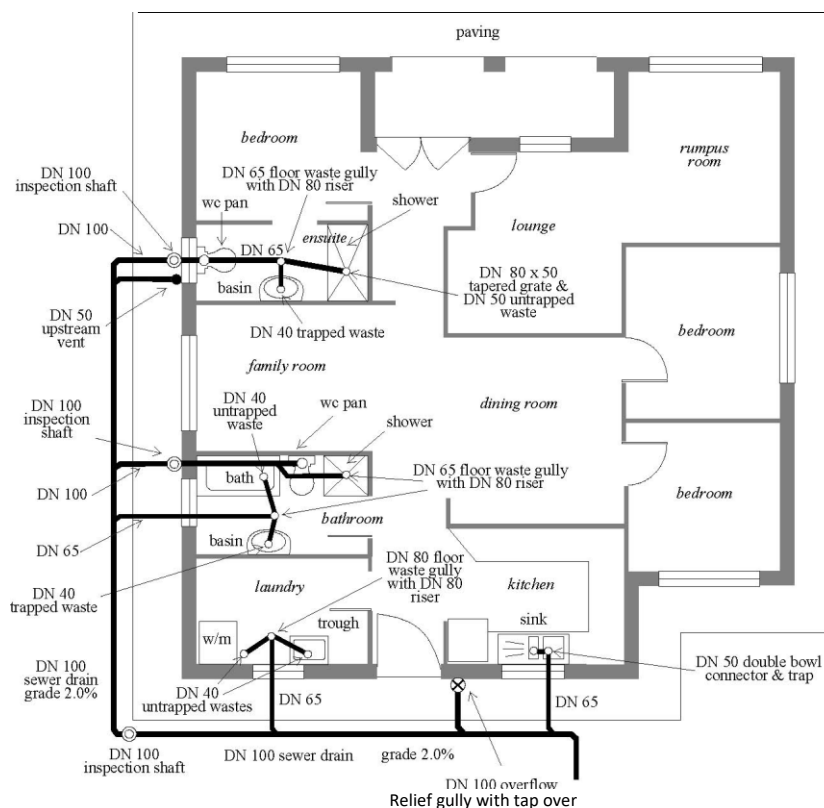 paving
bedroom
DN 65 floor waste gully
with DN 80 riser
DN 100
inspection shaft
wc pan
shower
rumpus
room
lounge
DN 100
DN 65
ensuite
basin
DN 80 x 50
tapered grate &
DN 50 untrapped
waste
DN 50
upstream
vent
DN 40 trapped waste
bedroom
family room
DN 40
untrapped
waste
wc pan
shower
dining room
DN 100
inspection
shaft
bath
DN 65 floor waste gully
with DN 80 riser
bedroom
DN 100
bathroom
DN 65
basin
DN 40
trapped waste
laundry
DN 80 floor
waste gully
with DN 80
riser
kitchen
trough
sink
w/m
DN 50 double bowl
connector & trap
DN 100
sewer drain
grade 2.0%
DN 40
untrapped wastes
DN 65
DN 65
DN 100
inspection shaft
DN 100 sewer drain
grade 2.0%
DN 100 overflow
Relief gully with tap over